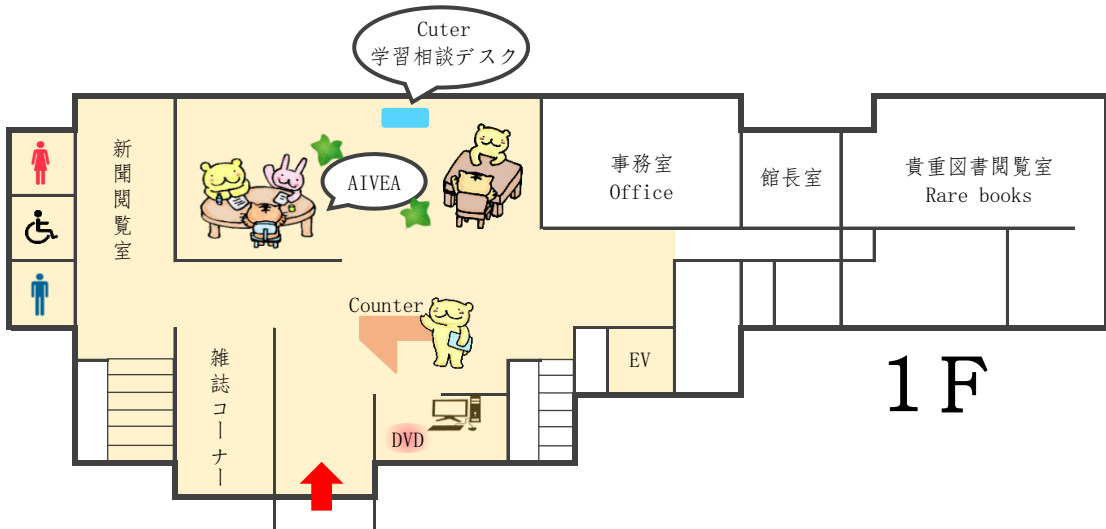 Cuter
学習相談デスク
新聞閲覧室
AIVEA
事務室
Office
館長室
貴重図書閲覧室
Rare books
Counter
雑誌コーナー
EV
DVD
1F